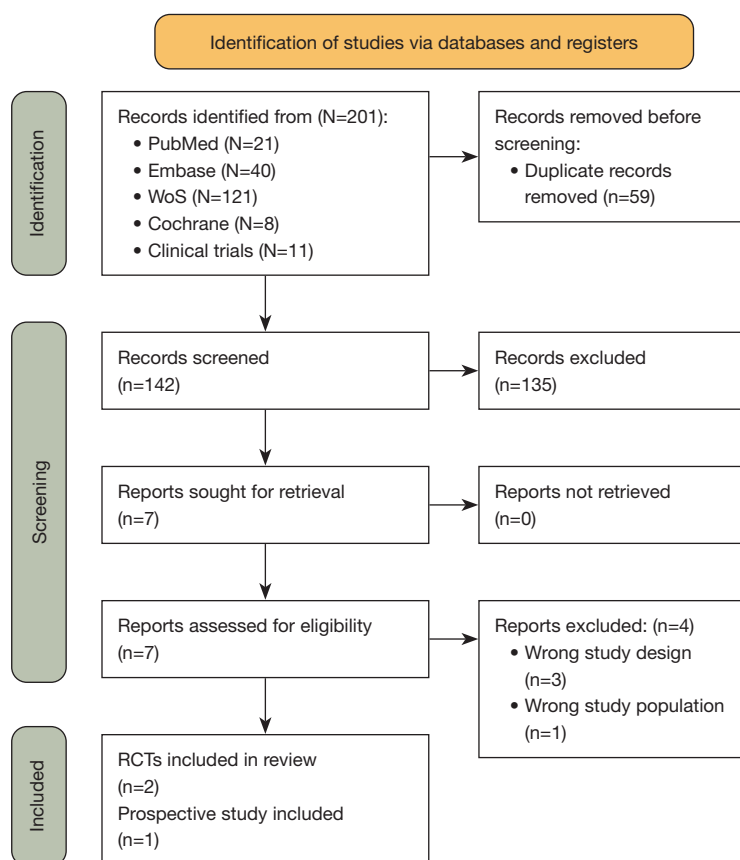 Identification of studies via databases and registers
Identification
Records identified from (N=201):
• PubMed (N=21)
• Embase (N=40)
• WoS (N=121)
• Cochrane (N=8)
• Clinical trials (N=11)
Records removed before
screening:
• Duplicate records
removed (n=59)
Screening
Records screened
(n=142)
Records excluded
(n=135)
Reports sought for retrieval
(n=7)
Reports not retrieved
(n=0)
Reports assessed for eligibility
(n=7)
Reports excluded: (n=4)
• Wrong study design
(n=3)
• Wrong study population
(n=1)
Included
RCTs included in review
(n=2)
Prospective study included
(n=1)